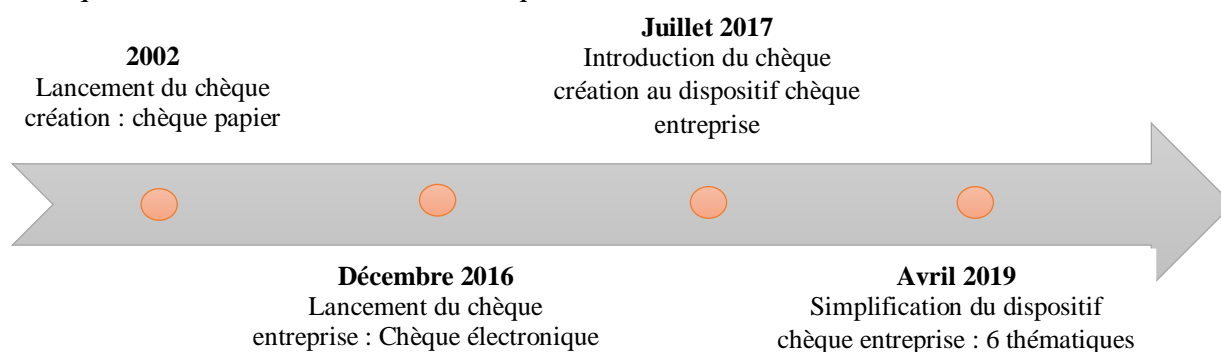 2002
Lancement du chèque
création : chèque papier
Décembre 2016
Lancement du chèque
entreprise : Chèque électronique
Juillet 2017
Introduction du chèque
création au dispositif chèque
entreprise
Avril 2019
Simplification du dispositif
chèque entreprise : 6 thématiques